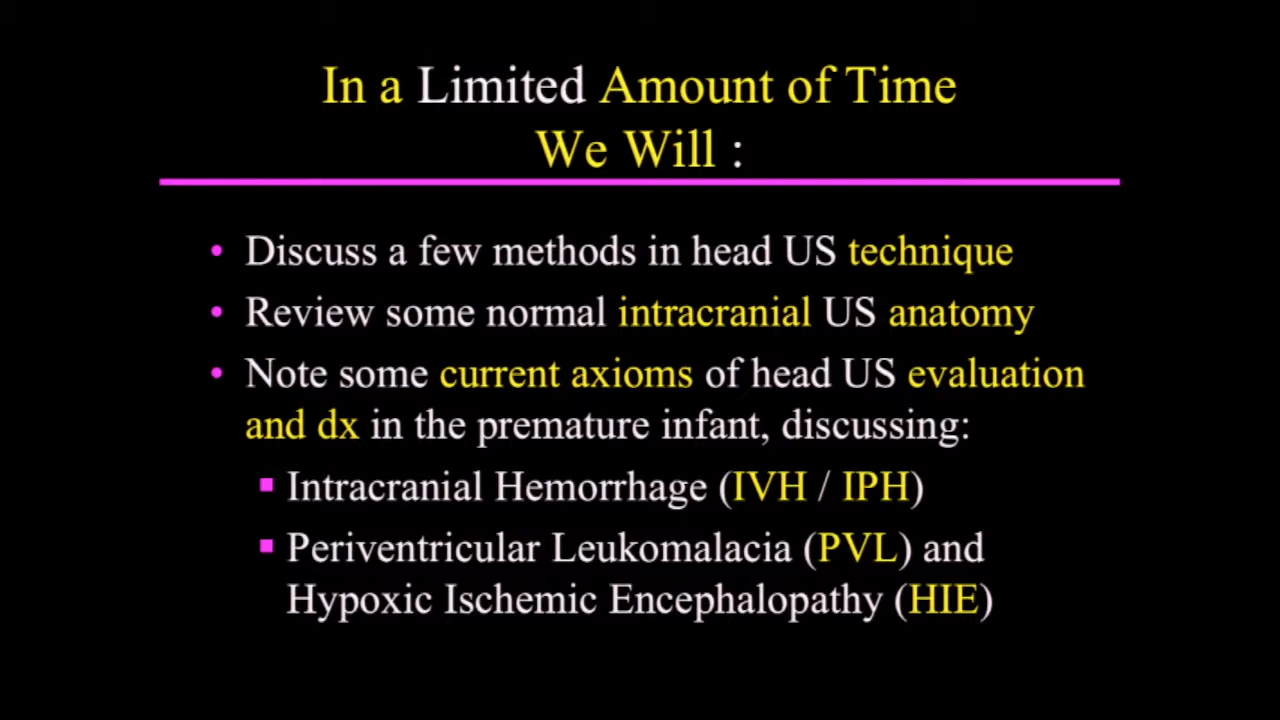 In a Limited Amount of Time
We Will :
• Discuss a few methods in head US technique
• Review some normal intracranial US anatomy
• Note some current axioms of head US evaluation
and dx in the premature infant, discussing:
▪ Intracranial Hemorrhage (IVH / IPH)
▪ Periventricular Leukomalacia (PVL) and
Hypoxic Ischemic Encephalopathy (HIE)